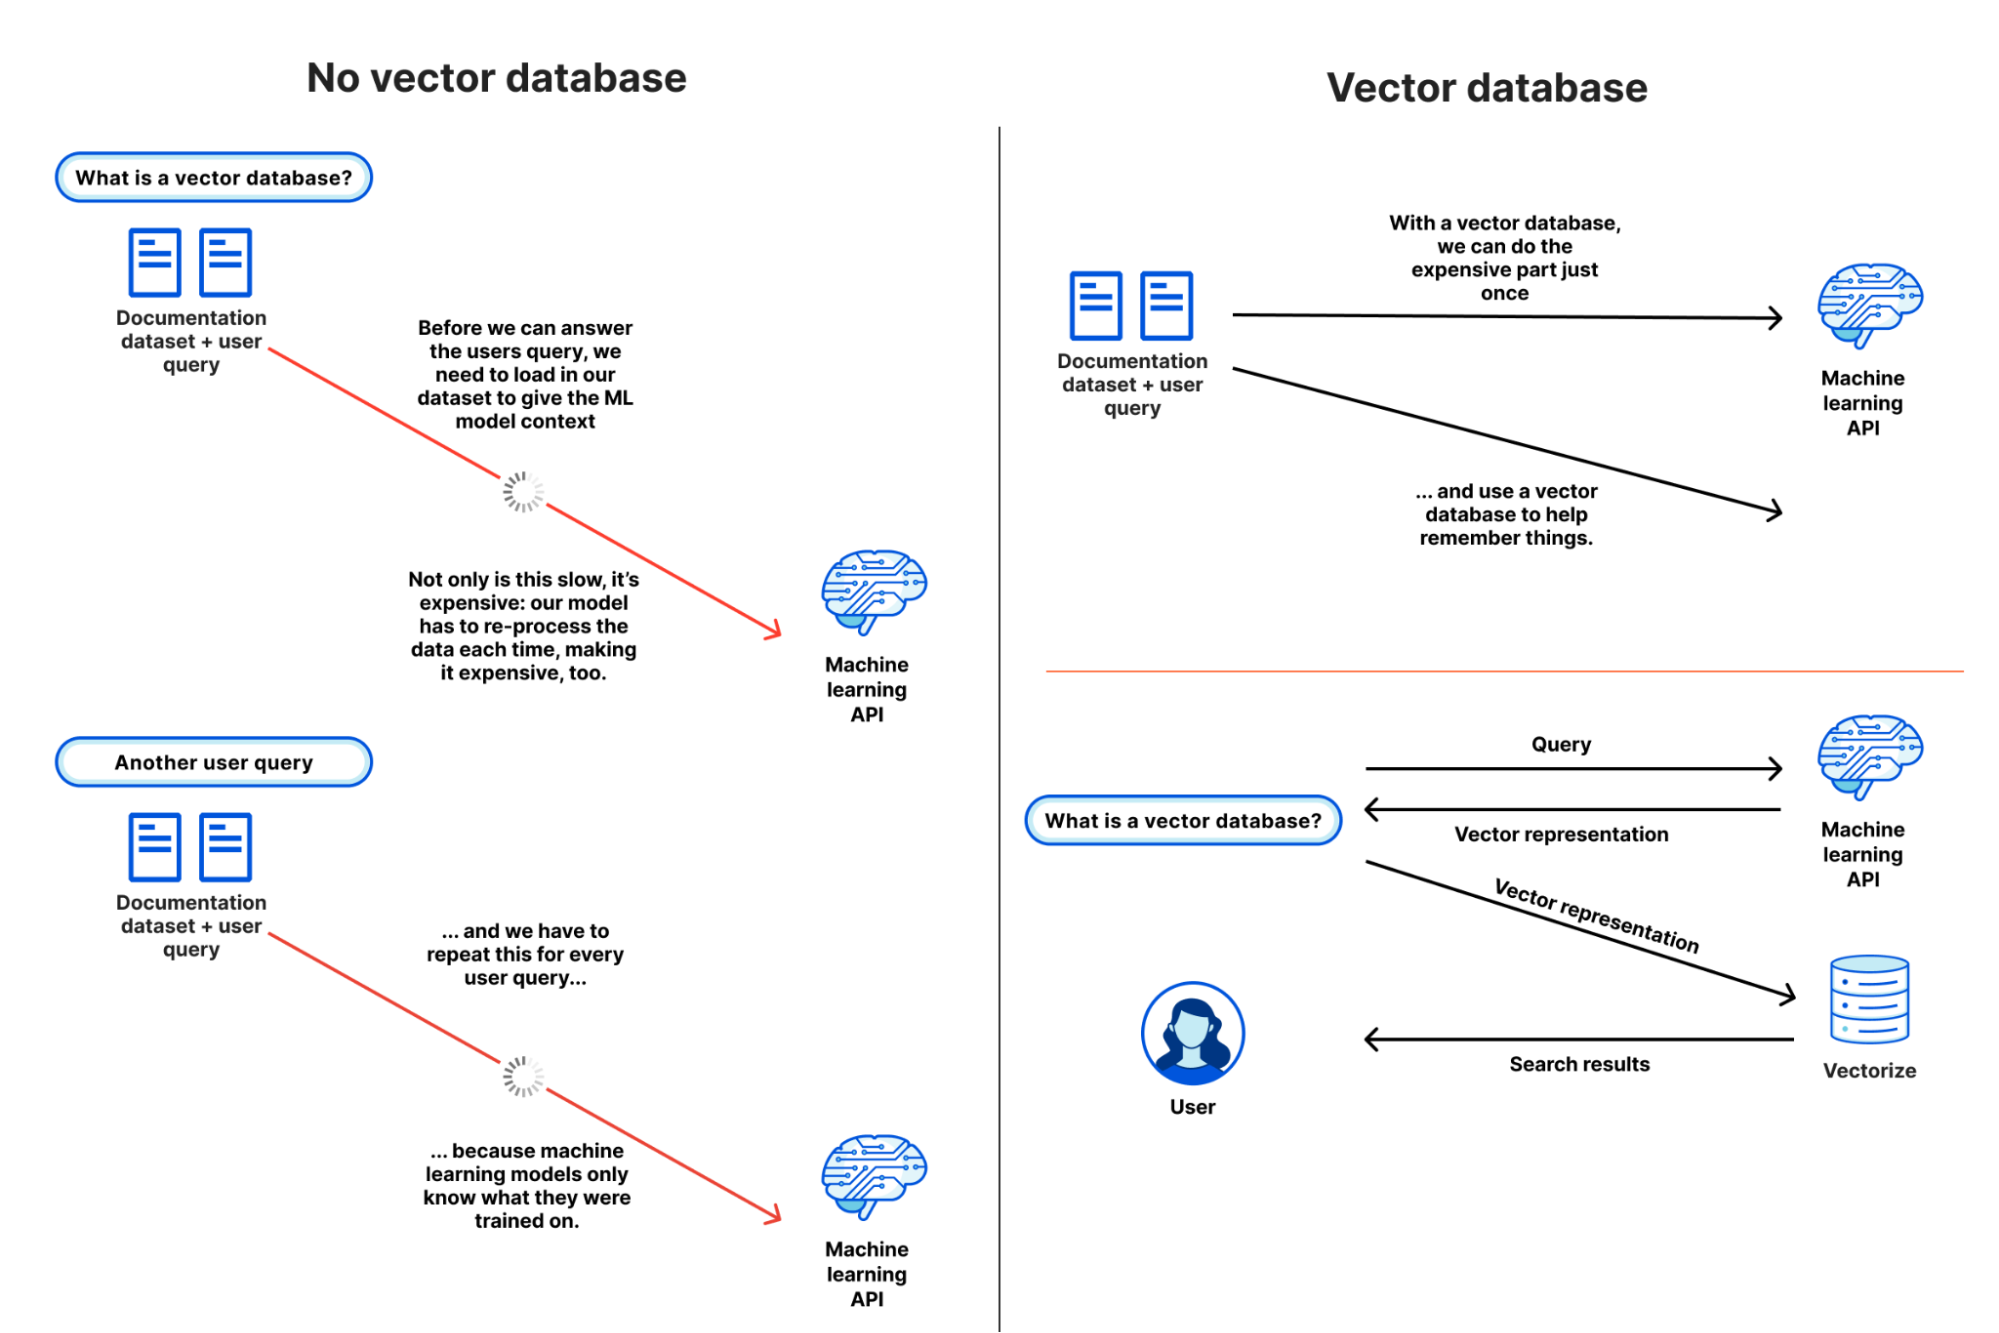 No vector database
What is a vector database?
Documentation
dataset + user
query
Before we can answer
the users query, we
need to load in our
dataset to give the ML
model context
Not only is this slow, it's
expensive: our model
has to re-process the
data each time, making
it expensive, too.
Machine
learning
API
Another user query
Documentation
dataset + user
query
... and we have to
repeat this for every
user query...
... because machine
learning models only
know what they were
trained on.
Machine
learning
API
Vector database
With a vector database,
we can do the
expensive part just
once
Documentation
dataset + user
query
Machine
learning
API
... and use a vector
database to help
remember things.
Query
What is a vector database?
Vector representation
Machine
learning
API
Vector representation
Vectorize
Search results
User